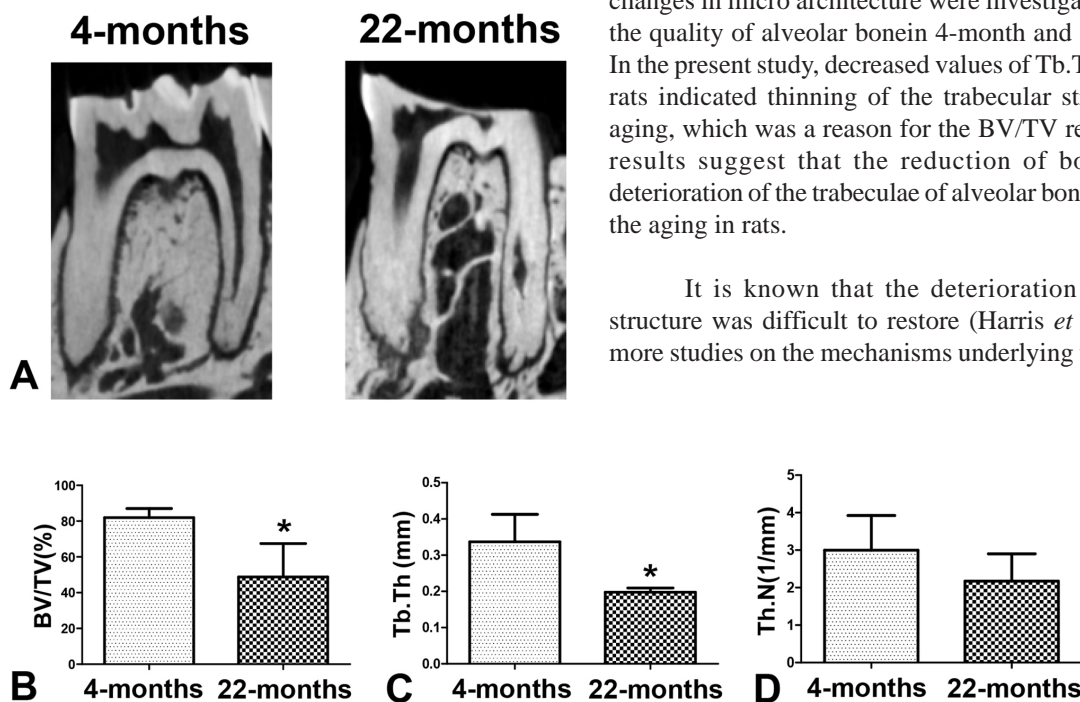 4-months
22-months
A
changes in micro architecture were
the quality of alveolar bonein 4-month and
In the present study, decreased values of
rats indicated thinning of the trabecular
aging, which was a reason for the BV/TV
results suggest that the reduction of
deterioration of the trabeculae of alveolar
the aging in rats.
It is known that the deterioration
structure was difficult to restore (Harris et
more studies on the mechanisms underlying
BV/TV(%)
100
80
60
40
20
0
*
B
4-months
22-months
Tb.Th (mm)
0.5
0.4
0.3
0.2
0.1
0.0
*
C
4-months
22-months
Th.N(1/mm)
5
4
3
2
1
0
D
4-months
22-months